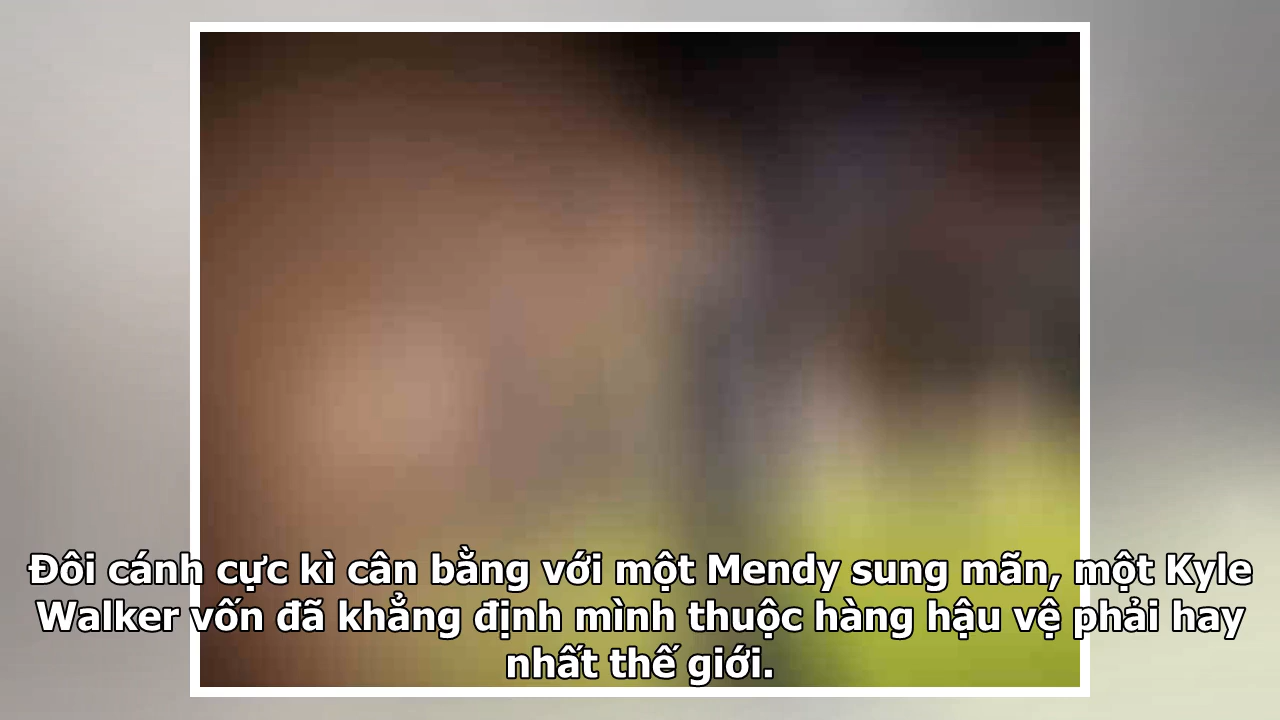 Đôi cánh cực kì cân bằng với một Mendy sung mãn, một Kyle
Walker vốn đã khẳng định mình thuộc hàng hậu vệ phải hay
nhất thế giới.